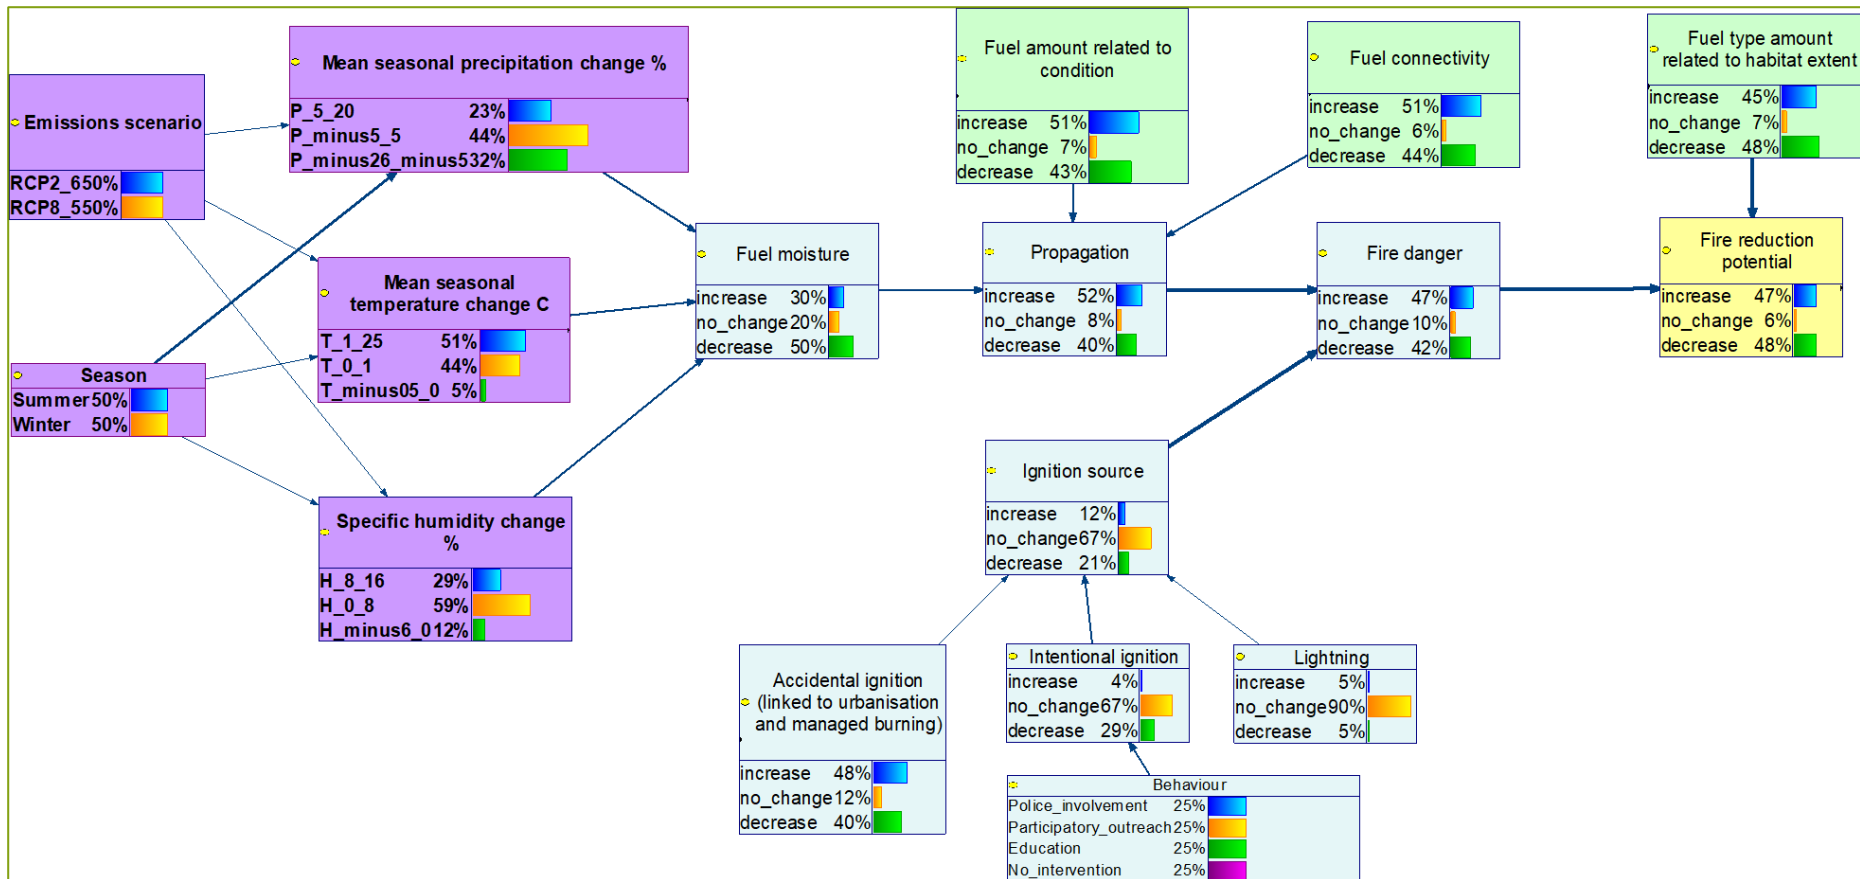 Emissions scenario
RCP2_6 50%
RCP8_5 50%
Season
Summer 50%
Winter 50%
Mean seasonal precipitation change %
P_5_20 23%
P_minus5_5 44%
P_minus26_minus5 32%
Mean seasonal
temperature change C
T_1_25 51%
T_0_1 44%
T_minus05_0 5%
Specific humidity change
%
H_8_16 29%
H_0_8 59%
H_minus6_0 12%
Fuel moisture
increase 30%
no_change 20%
decrease 50%
Fuel amount related to
condition
increase 51%
no_change 7%
decrease 43%
Fuel connectivity
increase 51%
no_change 6%
decrease 44%
Fuel type amount
related to habitat extent
increase 45%
no_change 7%
decrease 48%
Propagation
increase 52%
no_change 8%
decrease 40%
Fire danger
increase 47%
no_change 10%
decrease 42%
Fire reduction
potential
increase 47%
no_change 6%
decrease 48%
Ignition source
increase 12%
no_change 67%
decrease 21%
Accidental ignition
(linked to urbanisation
and managed burning)
increase 48%
no_change 12%
decrease 40%
Intentional ignition
increase 4%
no_change 67%
decrease 29%
Lightning
increase 5%
no_change 90%
decrease 5%
Behaviour
Police_involvement 25%
Participatory_outreach 25%
Education 25%
No_intervention 25%